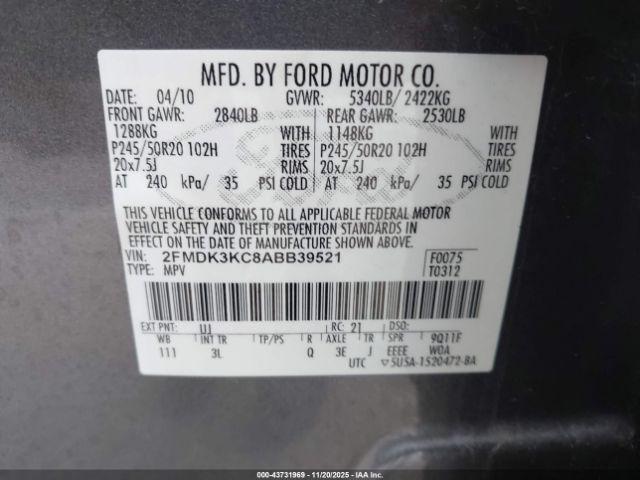 MFD. BY FORD MOTOR CO.
DATE: 04/10 GVWR: 5340LB/ 2422KG
FRONT GAWR: 2840LB REAR GAWR: 2530LB
1288KG WITH 1148KG WITH
P245/50R20 102H TIRES P245/50R20 102H TIRES
20x7.5J RIMS 20x7.5J RIMS
AT 240 kPa/ 35 PSI COLD AT 240 kPa/ 35 PSI COLD
THIS VEHICLE CONFORMS TO ALL APPLICABLE FEDERAL MOTOR
VEHICLE SAFETY AND THEFT PREVENTION STANDARDS IN
EFFECT ON THE DATE OF MANUFACTURE SHOWN ABOVE.
VIN: 2FMDK3KC8ABB39521 F0075
TYPE: MPV T0312
EXT PNT: UJ RC: 21 DSO:
WB INT TR TP/PS R AXLE TR SPR 9Q11F
111 3L Q 3E J EEEE WOA
UTC ▽5USA-1520472-BA
00-43731969 | 11/20/2025 - IAA Inc.